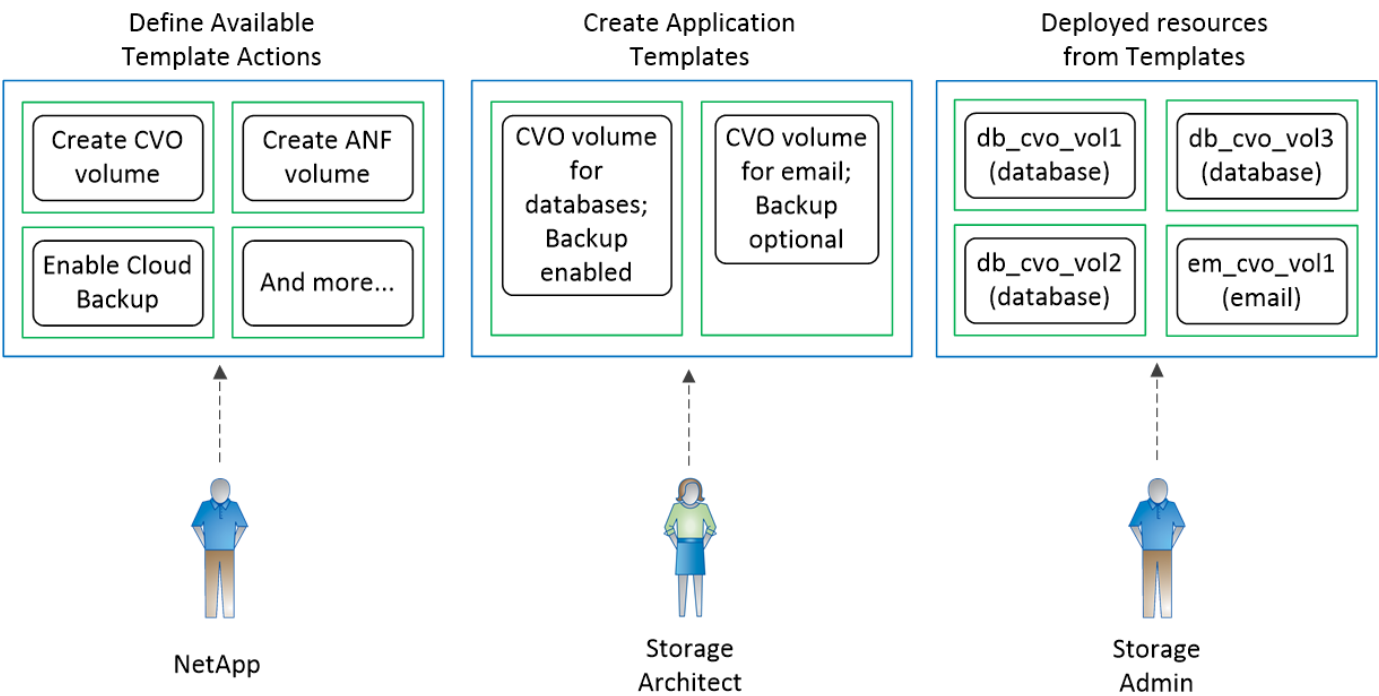 Define Available
Template Actions
Create CVO
volume
Create ANF
volume
Enable Cloud
Backup
And more...
NetApp
Create Application
Templates
CVO volume
for
databases;
Backup
enabled
CVO volume
for email;
Backup
optional
Storage
Architect
Deployed resources
from Templates
db_cvo_vol1
(database)
db_cvo_vol3
(database)
db_cvo_vol2
(database)
em_cvo_vol1
(email)
Storage
Admin